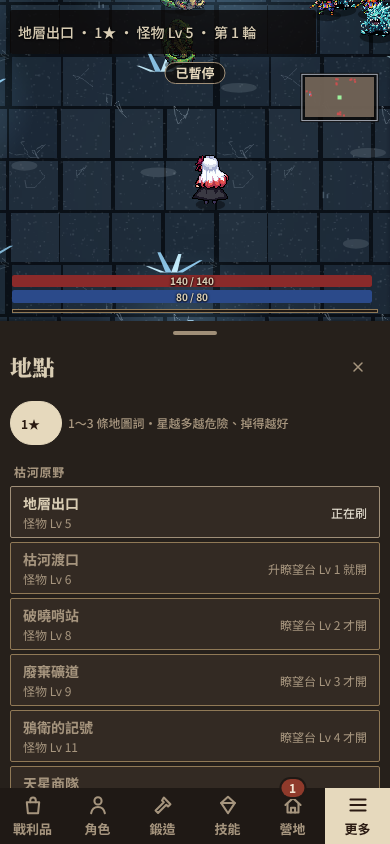 地層出口 • 1★ • 怪物 Lv 5 • 第 1 輪
已暫停
140 / 140
80 / 80
地點
×
1★
1～3 條地圖詞・星越多越危險、掉得越好
枯河原野
地層出口
怪物 Lv 5
正在刷
枯河渡口
怪物 Lv 6
升瞭望台 Lv 1 就開
破曉哨站
怪物 Lv 8
瞭望台 Lv 2 才開
廢棄礦道
怪物 Lv 9
瞭望台 Lv 3 才開
鴉衛的記號
怪物 Lv 11
瞭望台 Lv 4 才開
天星商隊
1
戰利品
角色
鍛造
技能
營地
更多